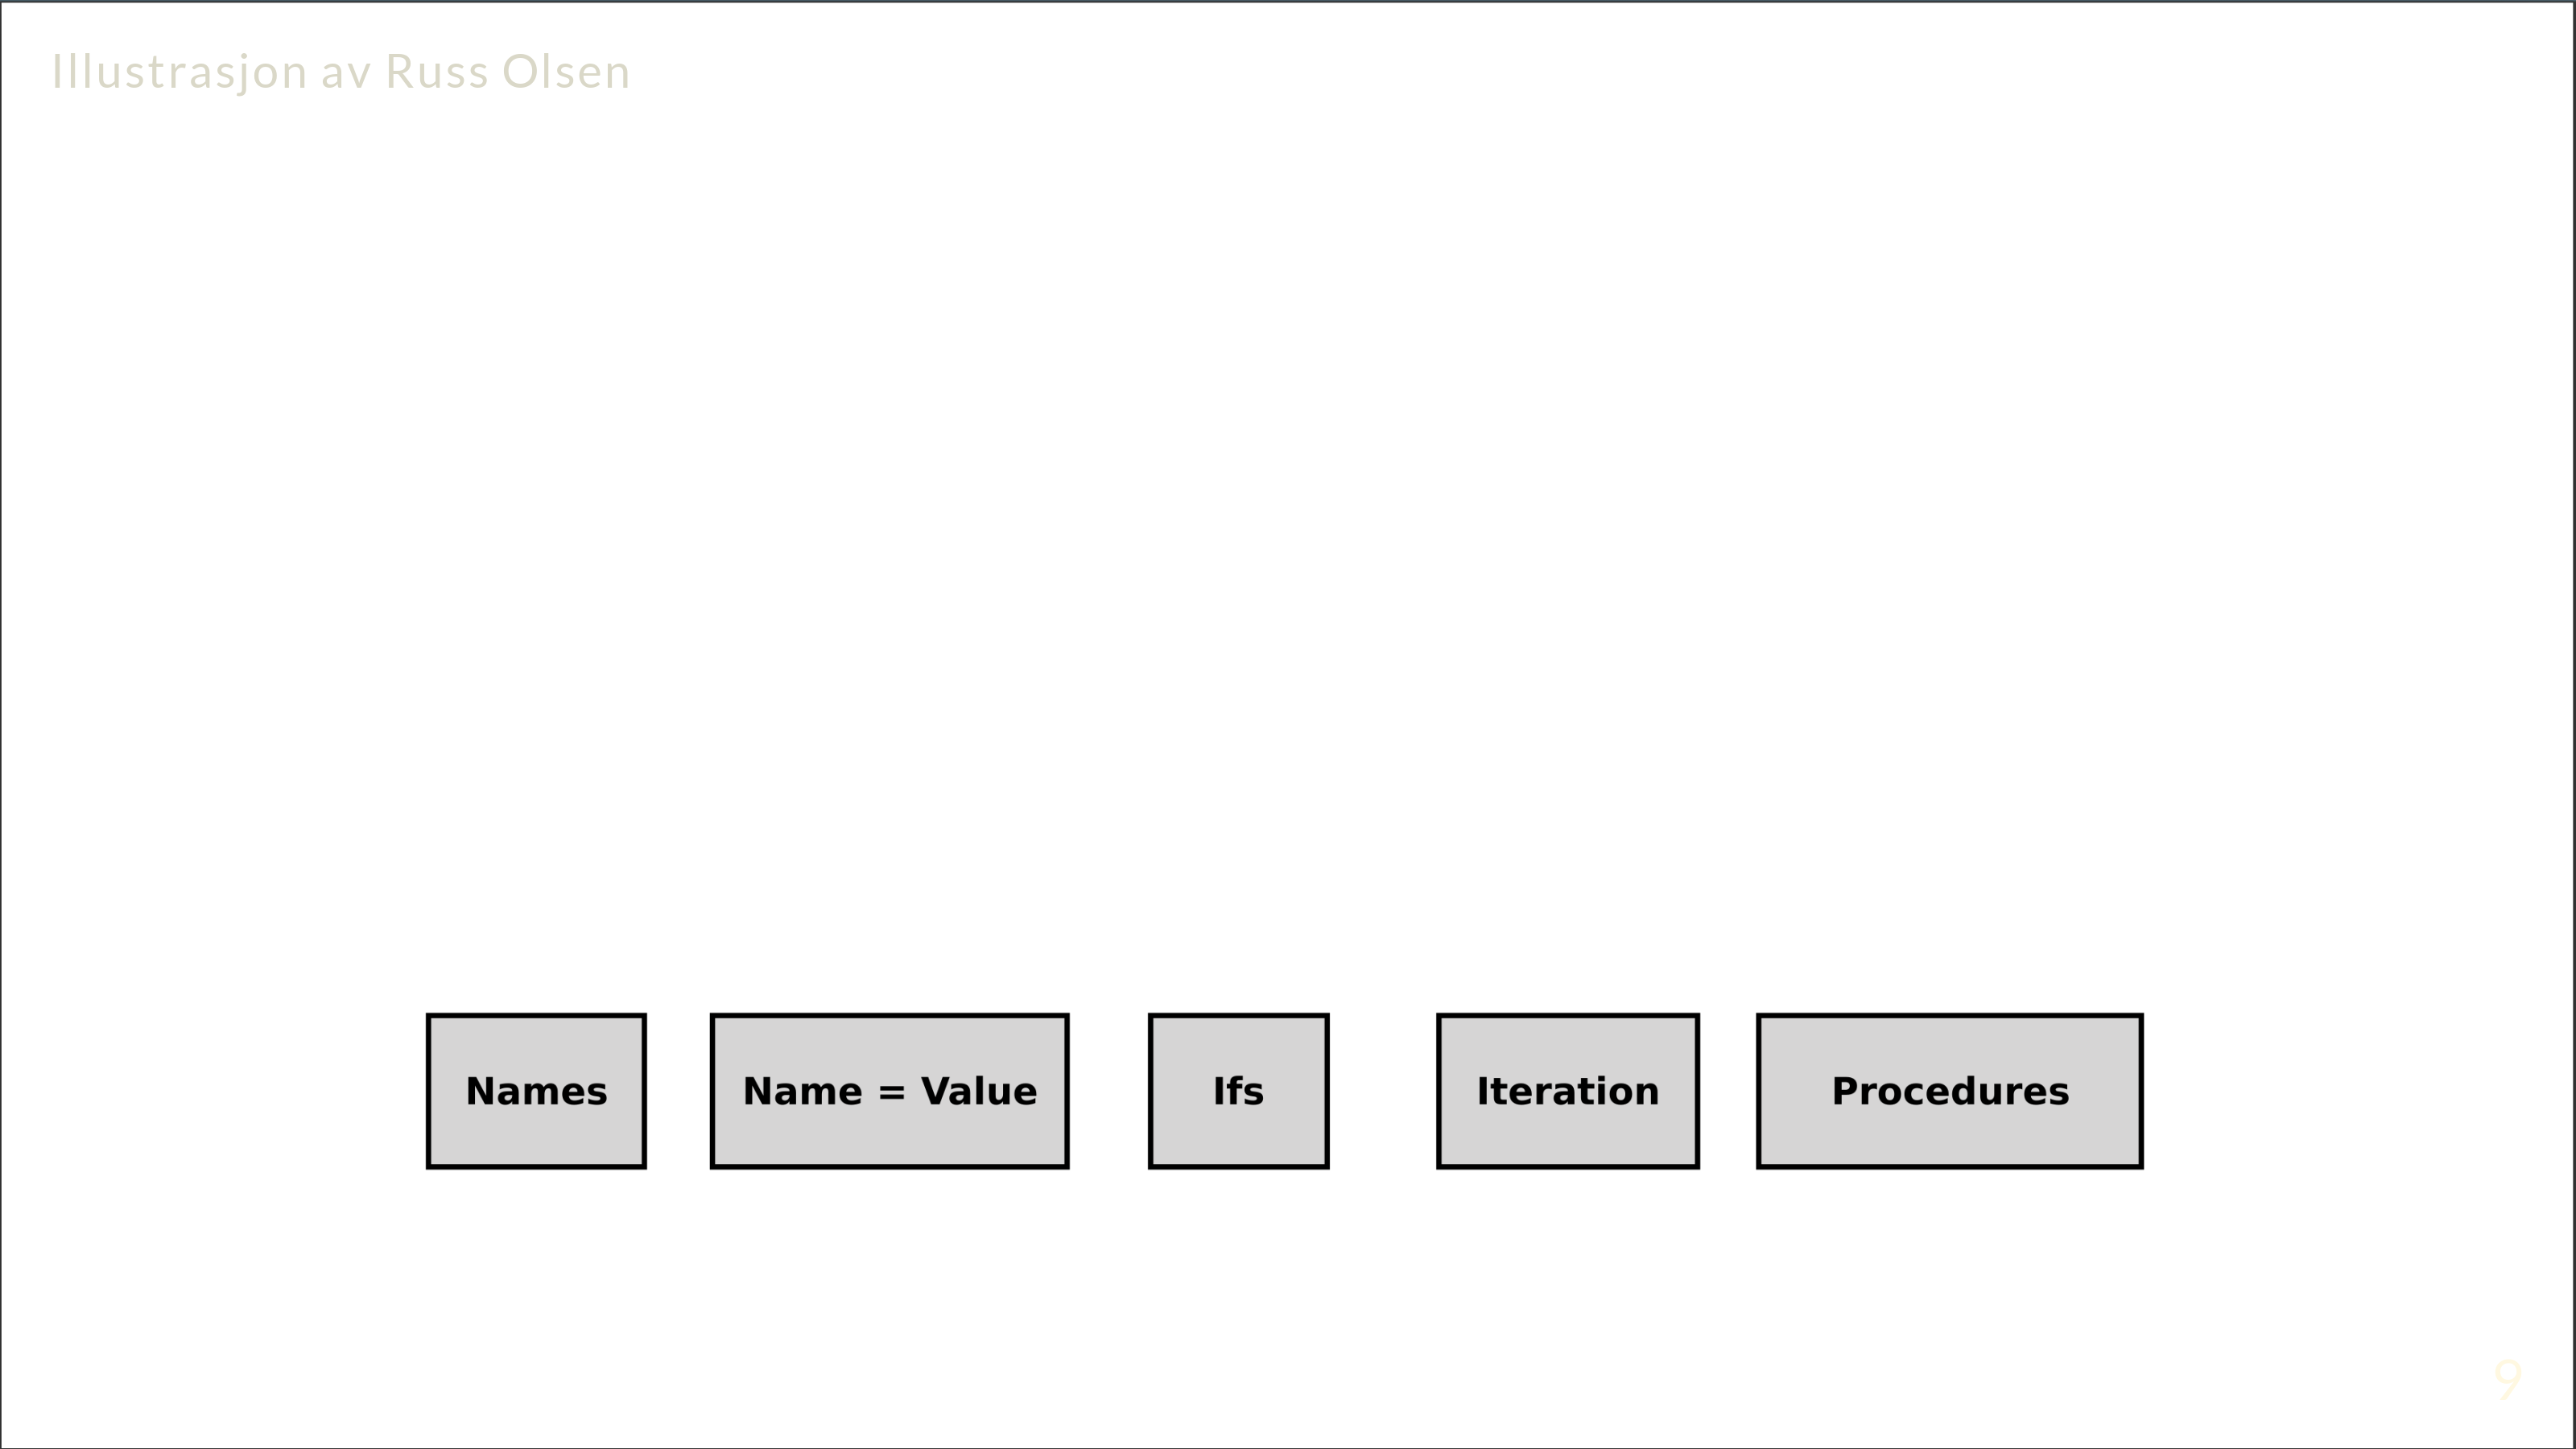 Illustrasjon av Russ Olsen
Names
Name = Value
Ifs
Iteration
Procedures
9